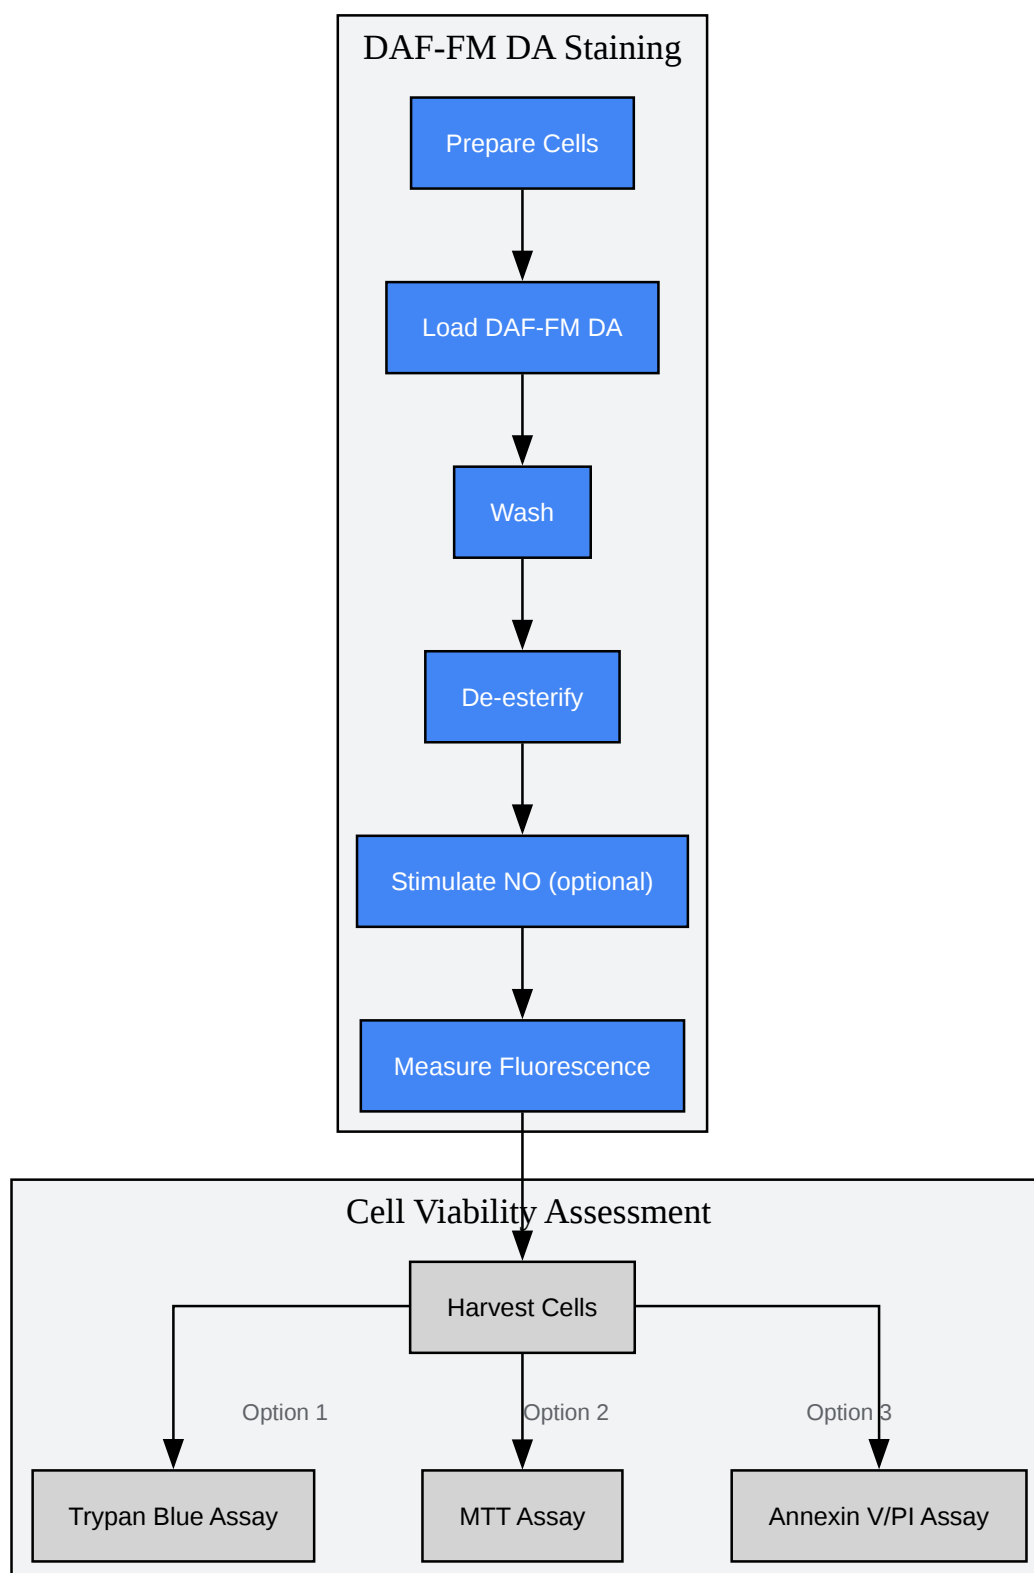 DAF-FM DA Staining
Prepare Cells
Load DAF-FM DA
Wash
De-esterify
Stimulate NO (optional)
Measure Fluorescence
Cell Viability Assessment
Harvest Cells
Option 1
Option 2
Option 3
Trypan Blue Assay
MTT Assay
Annexin V/PI Assay